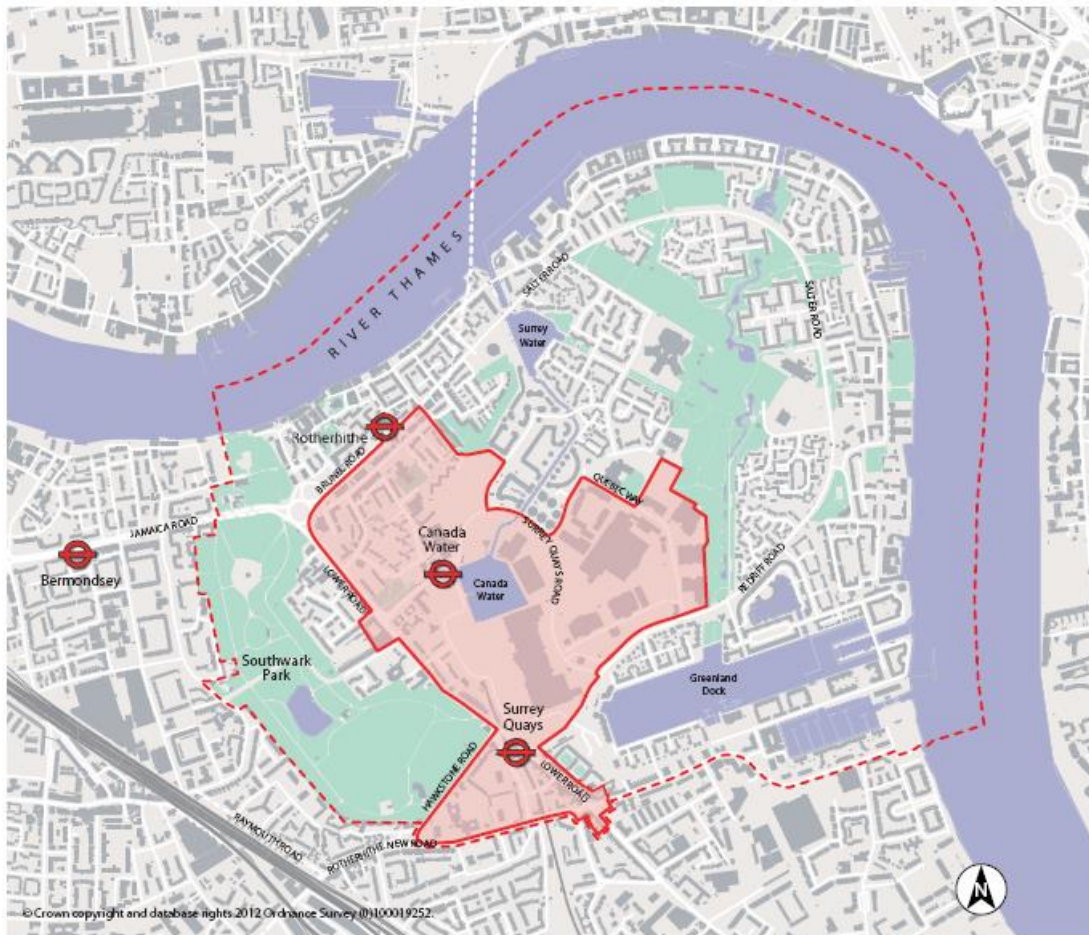 RIVER THAMES
SALTER ROAD
SALTER ROAD
Surrey
Water
Rotherhithe
BRUNEL ROAD
QUEBEC WAY
JAMAICA ROAD
Canada
Water
SURREY QUAYS ROAD
Bermondsey
LOWER ROAD
Canada
Water
REDRIFF ROAD
Southwark
Park
Greenland
Dock
Surrey
Quays
HAWKSTONE ROAD
LOWER ROAD
RAYMOUTH ROAD
ROTHERHITHE NEW ROAD
N
© Crown copyright and database rights 2012 Ordnance Survey (0)100019252.